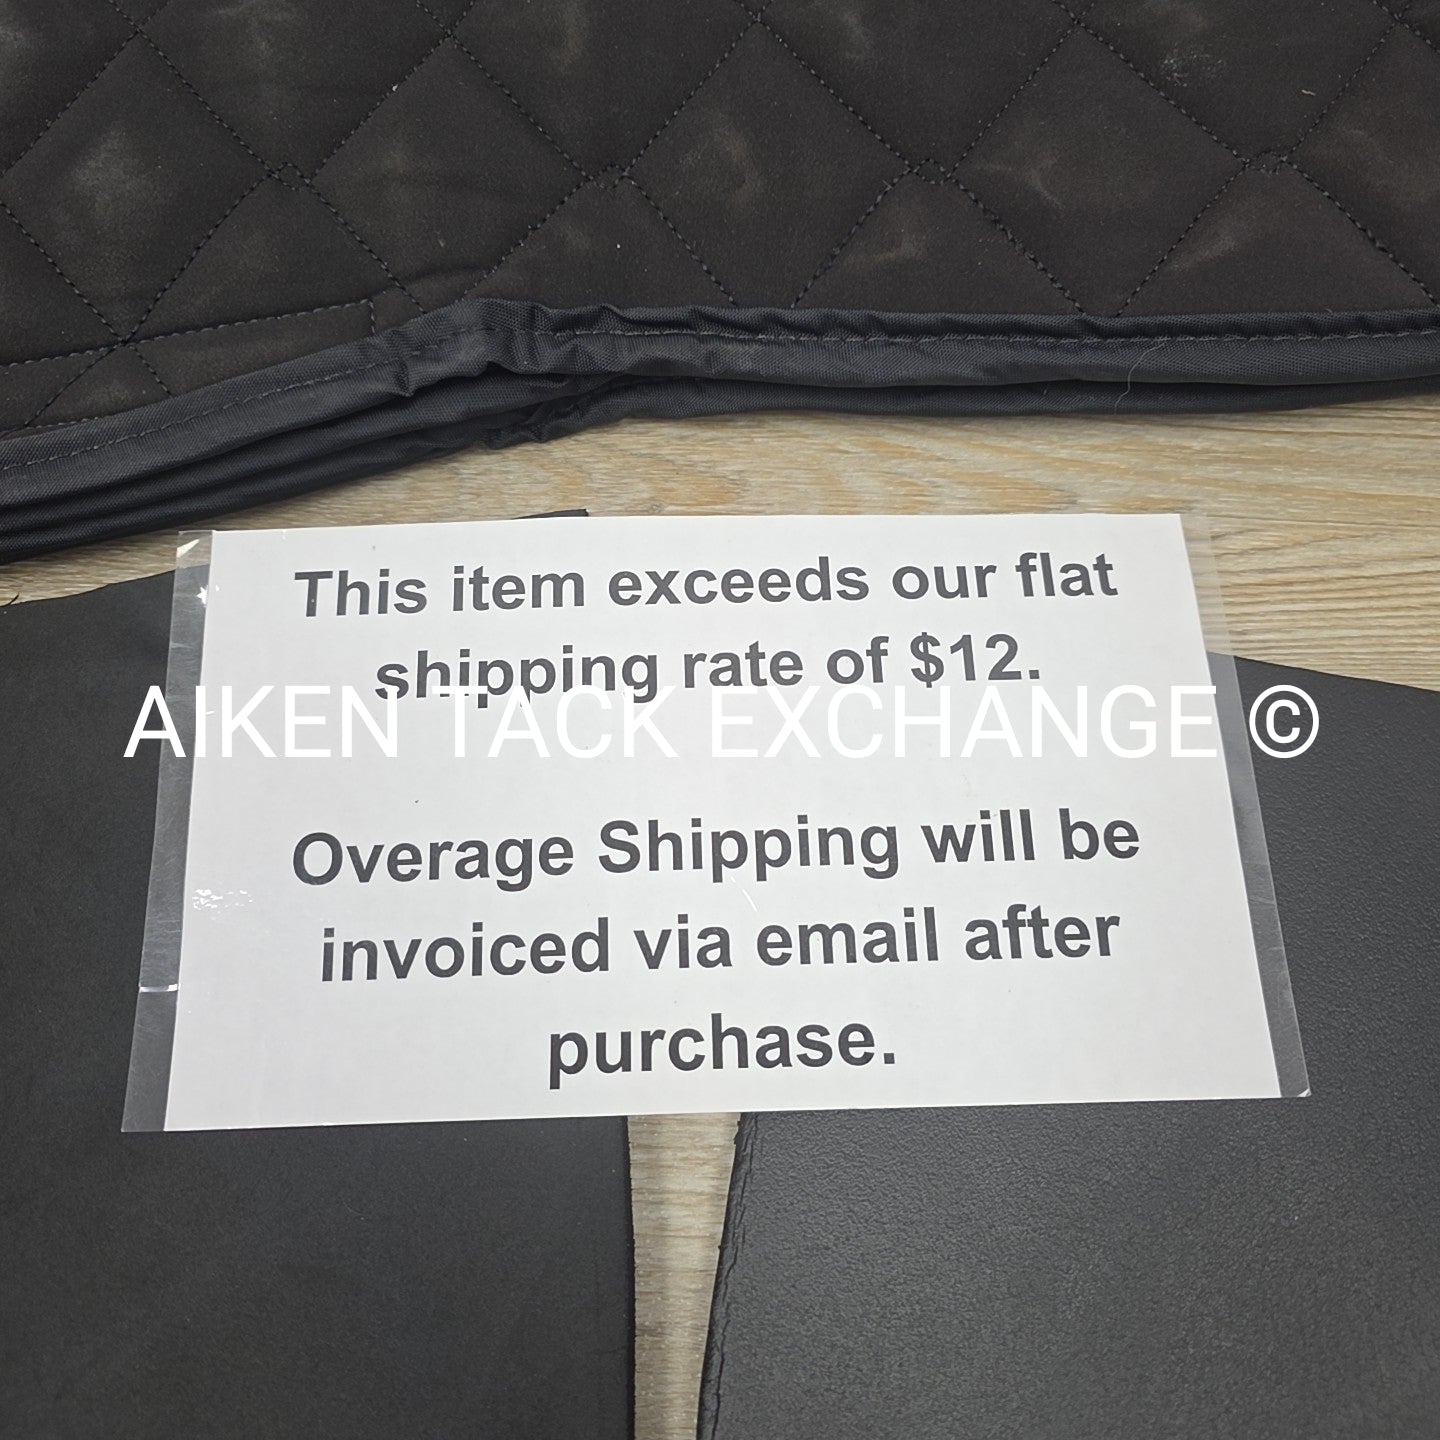 This item exceeds our flat
shipping rate of $12.
AIKEN TACK EXCHANGE ©
Overage Shipping will be
invoiced via email after
purchase.